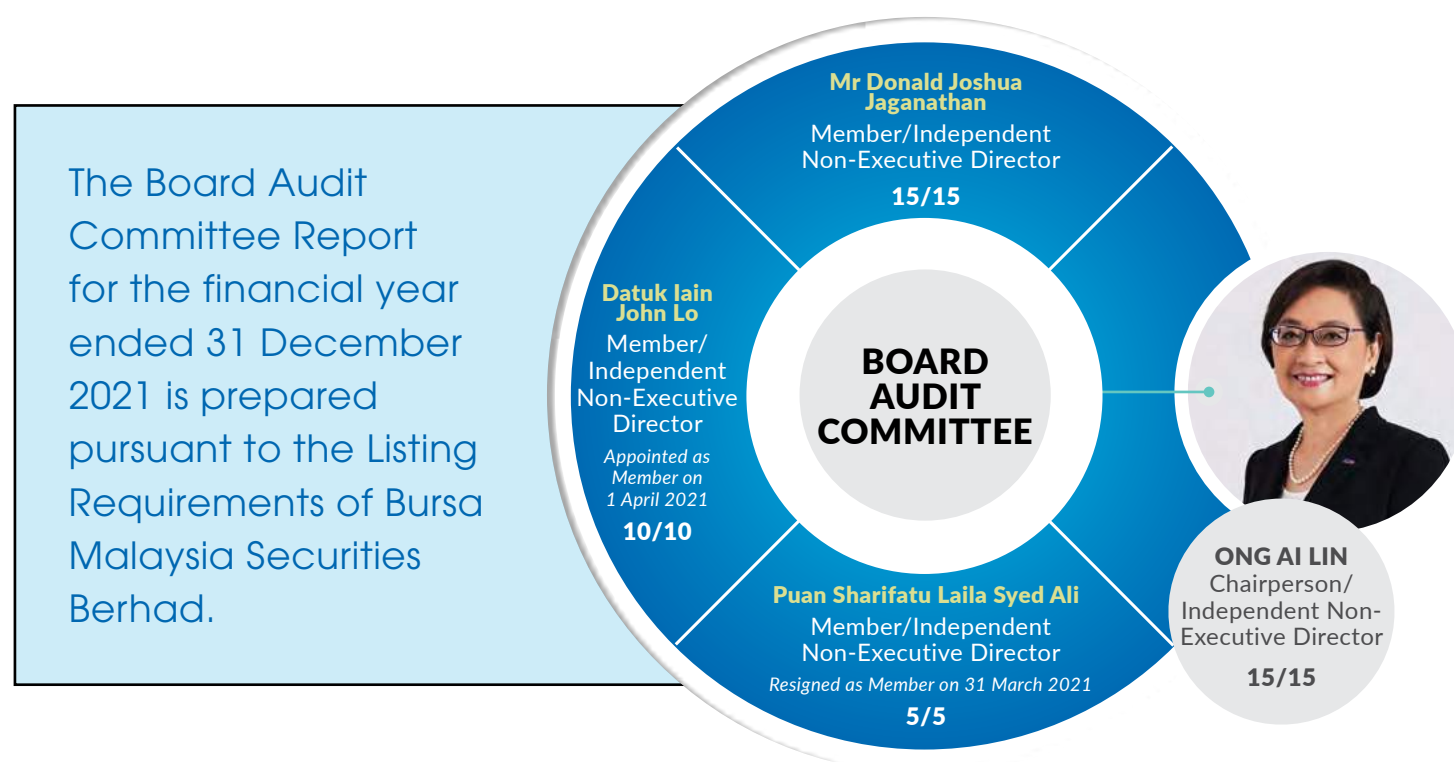 The Board Audit
Committee Report
for the financial year
ended 31 December
2021 is prepared
pursuant to the Listing
Requirements of Bursa
Malaysia Securities
Berhad.
Mr Donald Joshua
Jaganathan
Member/Independent
Non-Executive Director
15/15
Datuk Iain
John Lo
Member/
Independent
Non-Executive
Director
Appointed as
Member on
1 April 2021
10/10
BOARD
AUDIT
COMMITTEE
Puan Sharifatu Laila Syed Ali
Member/Independent
Non-Executive Director
Resigned as Member on 31 March 2021
5/5
ONG AI LIN
Chairperson/
Independent Non-
Executive Director
15/15